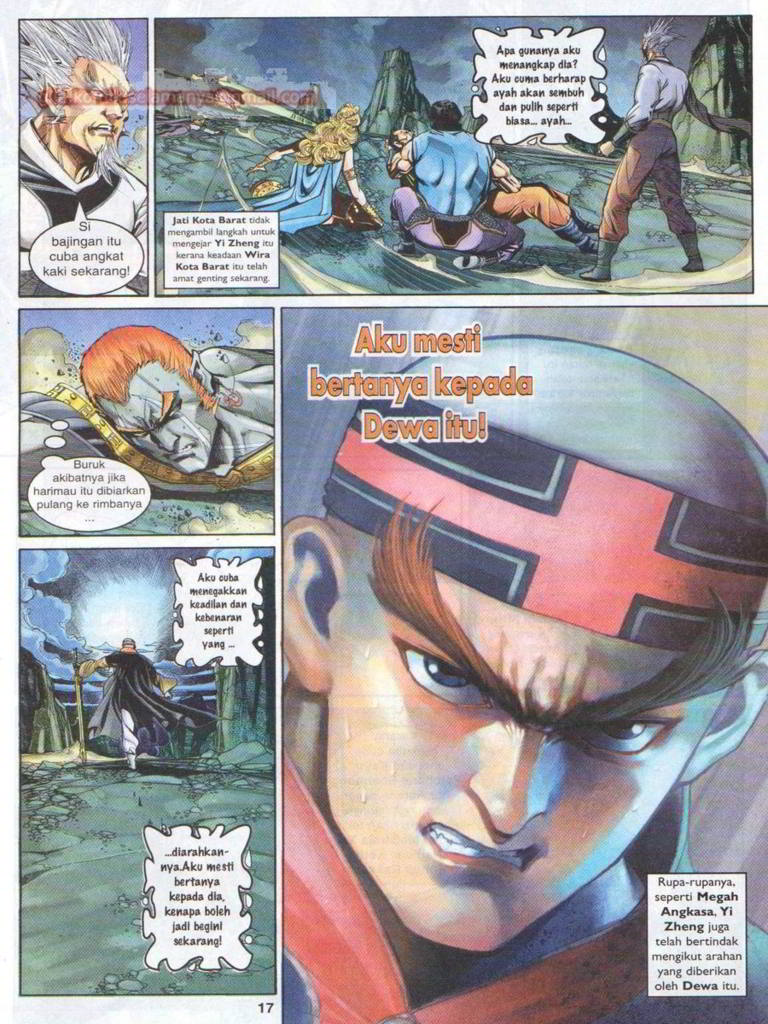 Si
bajingan itu
cuba angkat
kaki sekarang!
Apa gunanya aku
menangkap dia?
Aku cuma berharap
ayah akan sembuh
dan pulih seperti
biasa... ayah...
Jati Kota Barat tidak
mengambil langkah untuk
mengejar Yi Zheng itu
kerana keadaan Wira
Kota Barat itu telah
amat genting sekarang.
Buruk
akibatnya jika
harimau itu dibiarkan
pulang ke rimbanya
...
Aku mesti
bertanya kepada
Dewa itu!
Aku cuba
menegakkan
keadilan dan
kebenaran
seperti
yang ...
...diarahkan-
nya.Aku mesti
bertanya
kepada dia,
kenapa boleh
jadi begini
sekarang!
Rupa-rupanya,
seperti Megah
Angkasa, Yi
Zheng juga
telah bertindak
mengikut arahan
yang diberikan
oleh Dewa itu.
17